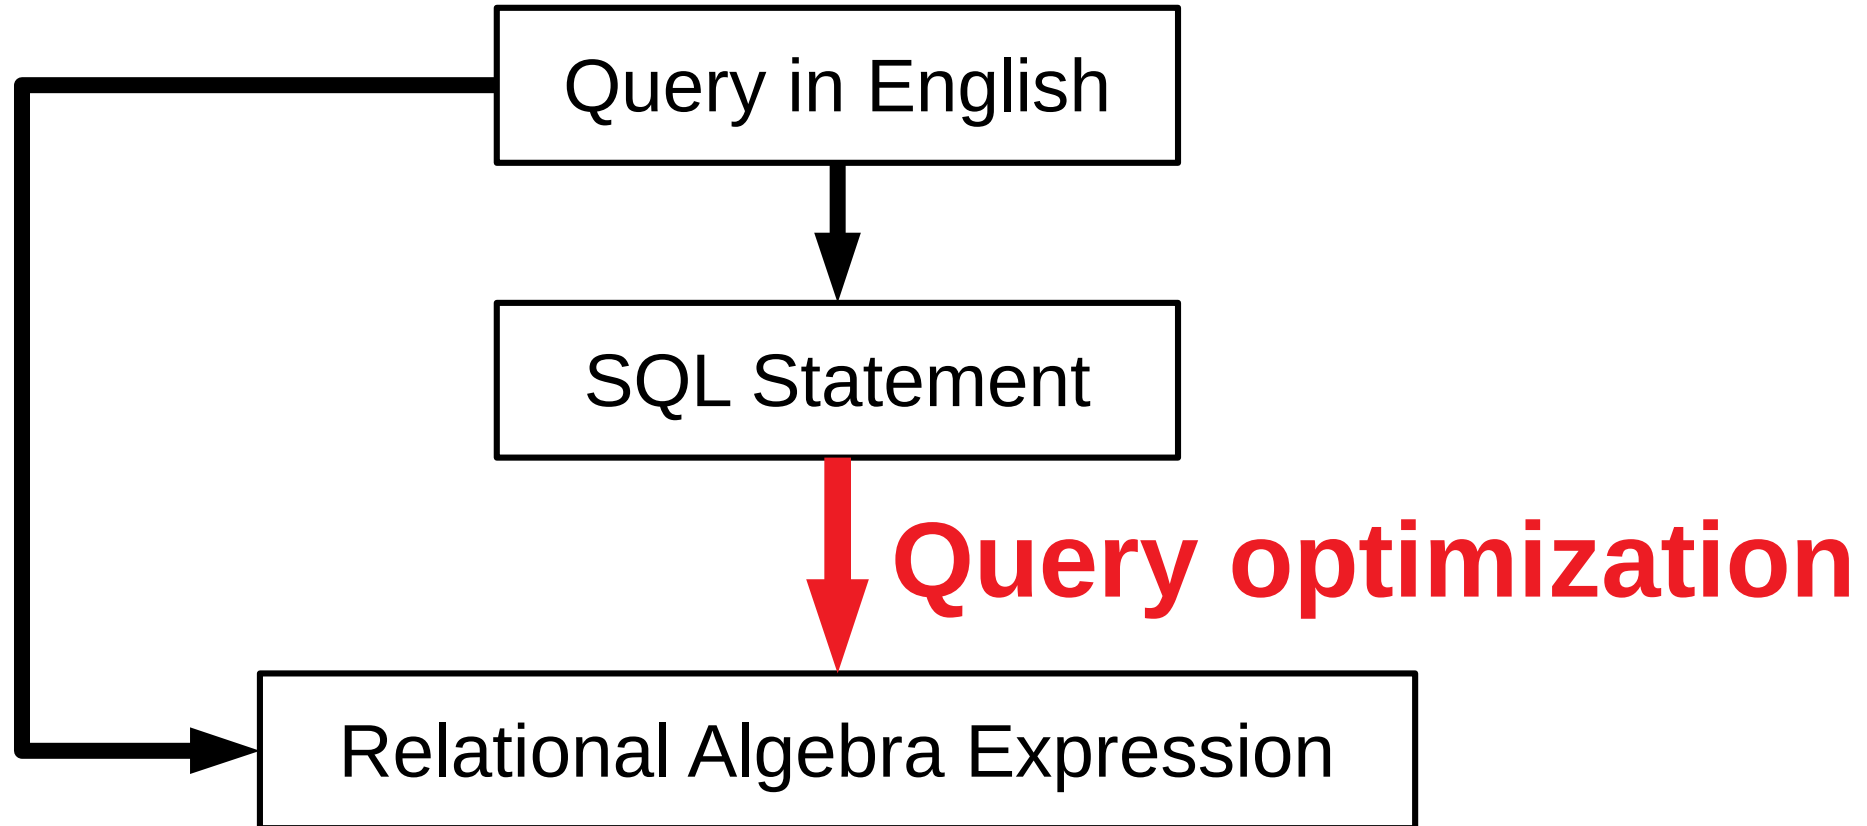 Query in English
SQL Statement
Query optimization
Relational Algebra Expression